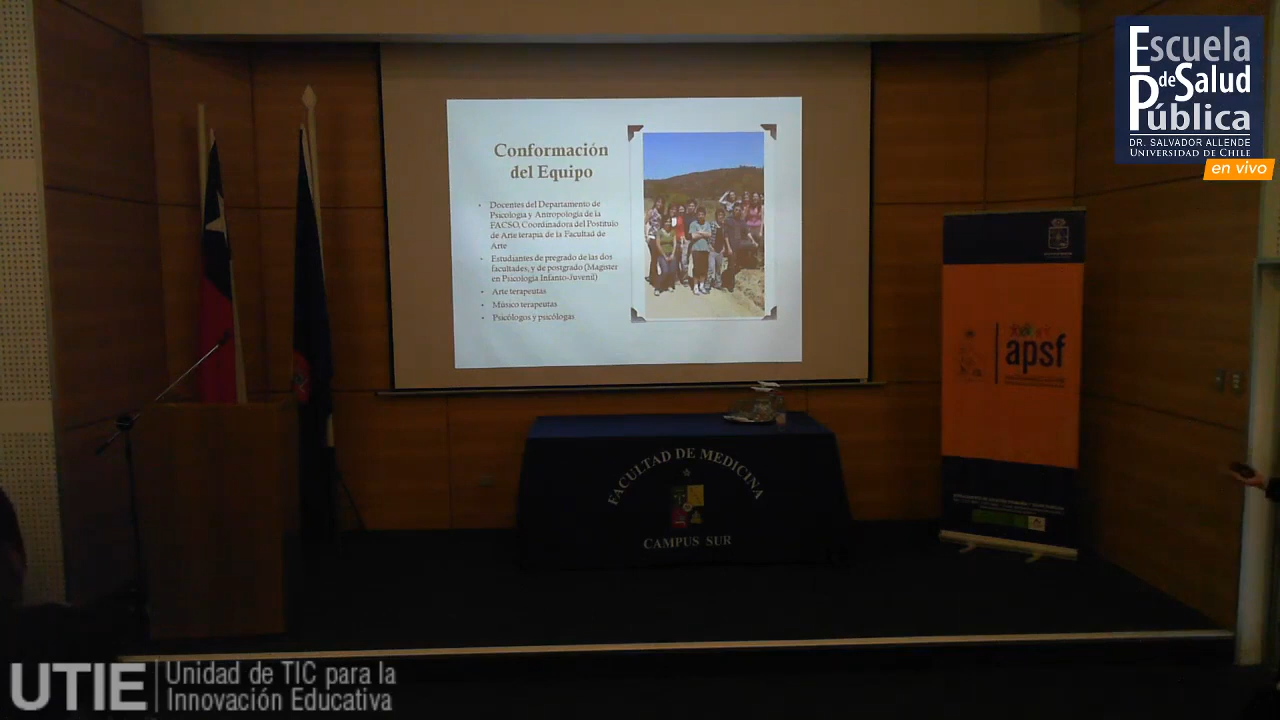 Escuela
de Salud
Pública
DR. SALVADOR ALLENDE
UNIVERSIDAD DE CHILE
en vivo
Conformación
del Equipo
• Docentes del Departamento de
Psicología y Antropología de la
FACSO, Coordinadora del Postítulo
de Arte terapia de la Facultad de
Arte
• Estudiantes de pregrado de las dos
facultades, y de postgrado (Magíster
en Psicología Infanto-Juvenil)
• Arte terapeutas
• Músico terapeutas
• Psicólogos y psicólogas
apsf
FACULTAD DE MEDICINA
CAMPUS SUR
UTIE
Unidad de TIC para la
Innovación Educativa